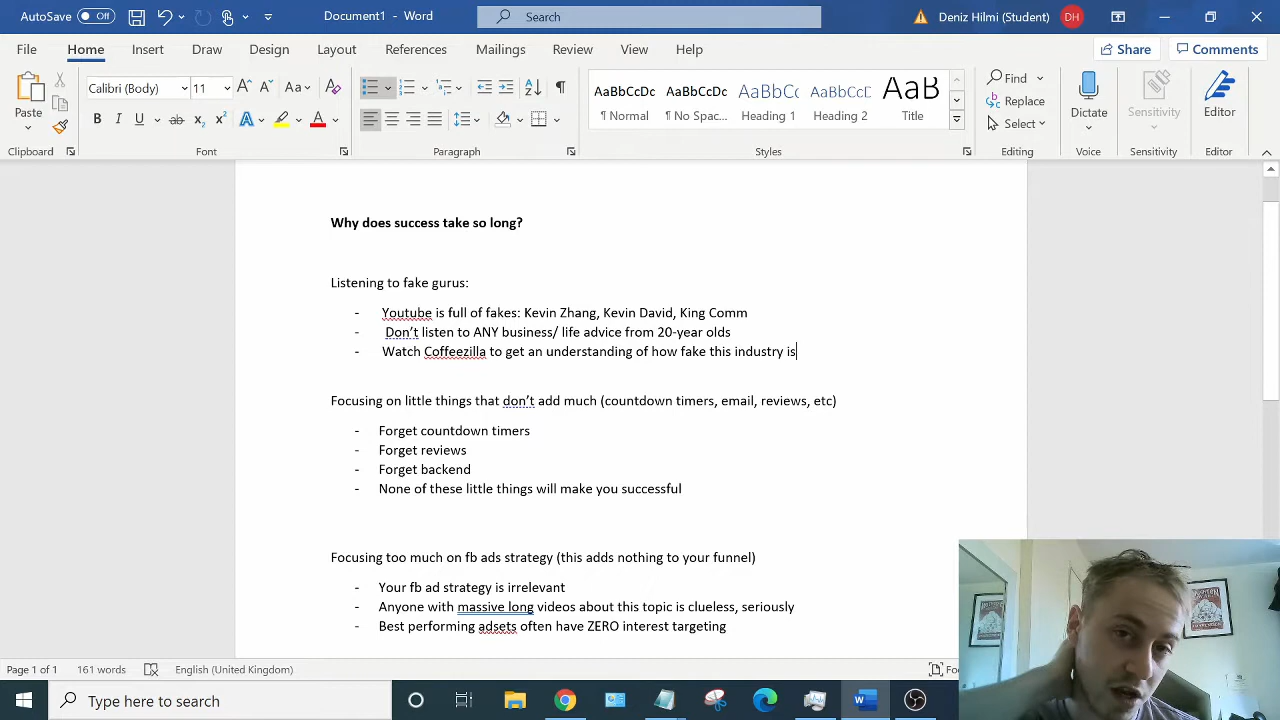 AutoSave Off Document1 - Word Search Deniz Hilmi (Student) DH
File Home Insert Draw Design Layout References Mailings Review View Help Share Comments
Calibri (Body) 11 Aa AaBbCcDc AaBbCcDc AaBbCc AaBbCcD AaB Find
Replace
Paste B I U ab x₂ x² A A ¶ Normal ¶ No Spac... Heading 1 Heading 2 Title Select Dictate Sensitivity Editor
Clipboard Font Paragraph Styles Editing Voice Sensitivity Editor
Why does success take so long?
Listening to fake gurus:
- Youtube is full of fakes: Kevin Zhang, Kevin David, King Comm
- Don't listen to ANY business/ life advice from 20-year olds
- Watch Coffeezilla to get an understanding of how fake this industry is
Focusing on little things that don't add much (countdown timers, email, reviews, etc)
- Forget countdown timers
- Forget reviews
- Forget backend
- None of these little things will make you successful
Focusing too much on fb ads strategy (this adds nothing to your funnel)
- Your fb ad strategy is irrelevant
- Anyone with massive long videos about this topic is clueless, seriously
- Best performing adsets often have ZERO interest targeting
Page 1 of 1 161 words English (United Kingdom)
Type here to search